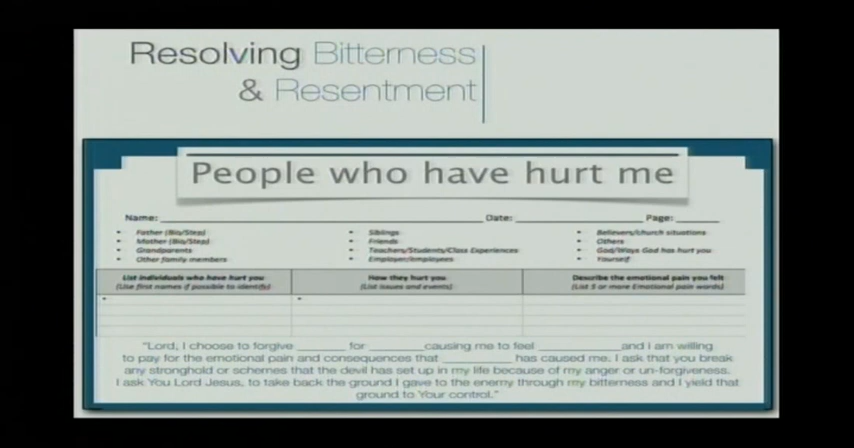 Resolving Bitterness
& Resentment
People who have hurt me
Name: ____ Date: ____ Page: ____
• Father (Bio/Step)
• Mother (Bio/Step)
• Grandparents
• Other family members
• Siblings
• Friends
• Teachers/Students/Class Experiences
• Employer/Employees
• Believers/church situations
• Others
• God/Ways God has hurt you
• Yourself
List individuals who have hurt you
(Use first names if possible to identify)
How they hurt you
(List issues and events)
Describe the emotional pain you felt
(List 5 or more Emotional pain words)
"Lord, I choose to forgive ______ for ______causing me to feel ______and I am willing
to pay for the emotional pain and consequences that ______ has caused me. I ask that you break
any stronghold or schemes that the devil has set up in my life because of my anger or un-forgiveness.
I ask You Lord Jesus, to take back the ground I gave to the enemy through my bitterness and I yield that
ground to Your control."